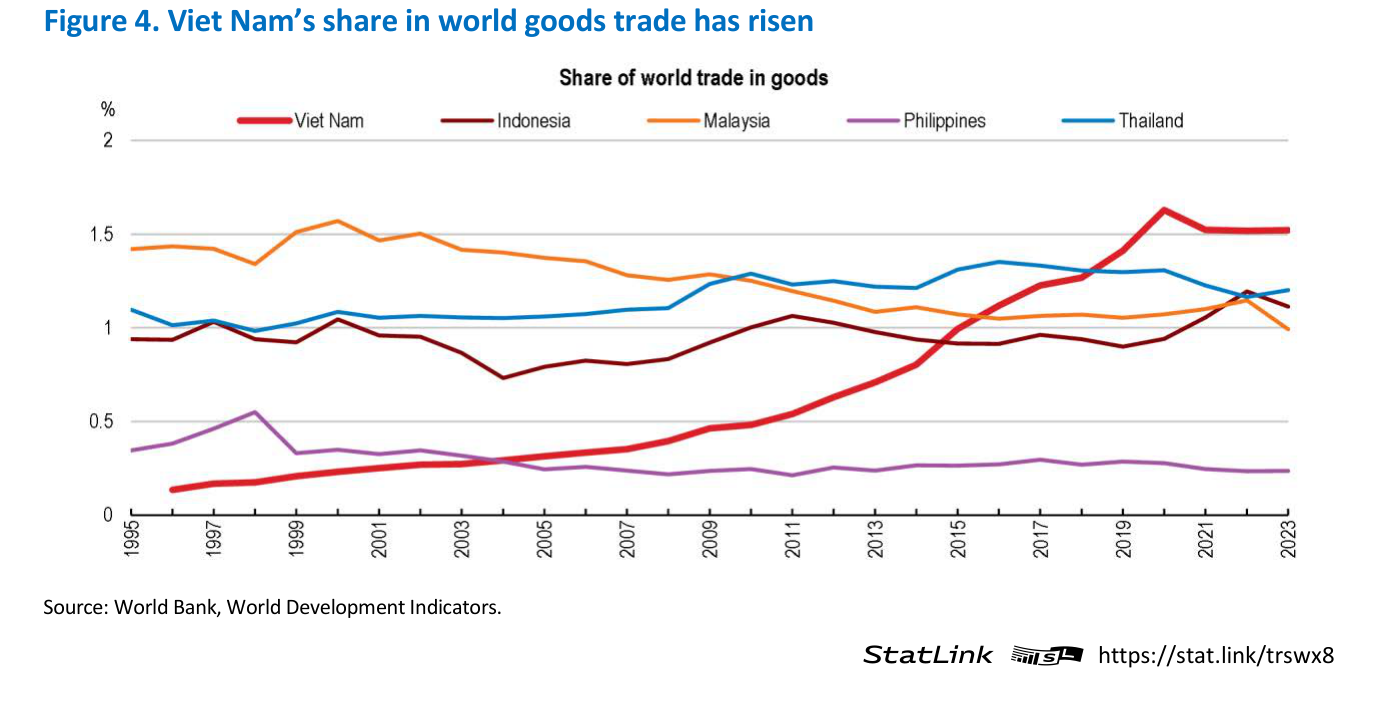 Figure 4. Viet Nam’s share in world goods trade has risen
Share of world trade in goods
%
Viet Nam Indonesia Malaysia Philippines Thailand
2
1.5
1
0.5
0
1995 1997 1999 2001 2003 2005 2007 2009 2011 2013 2015 2017 2019 2021 2023
Source: World Bank, World Development Indicators.
StatLink SL https://stat.link/trswx8